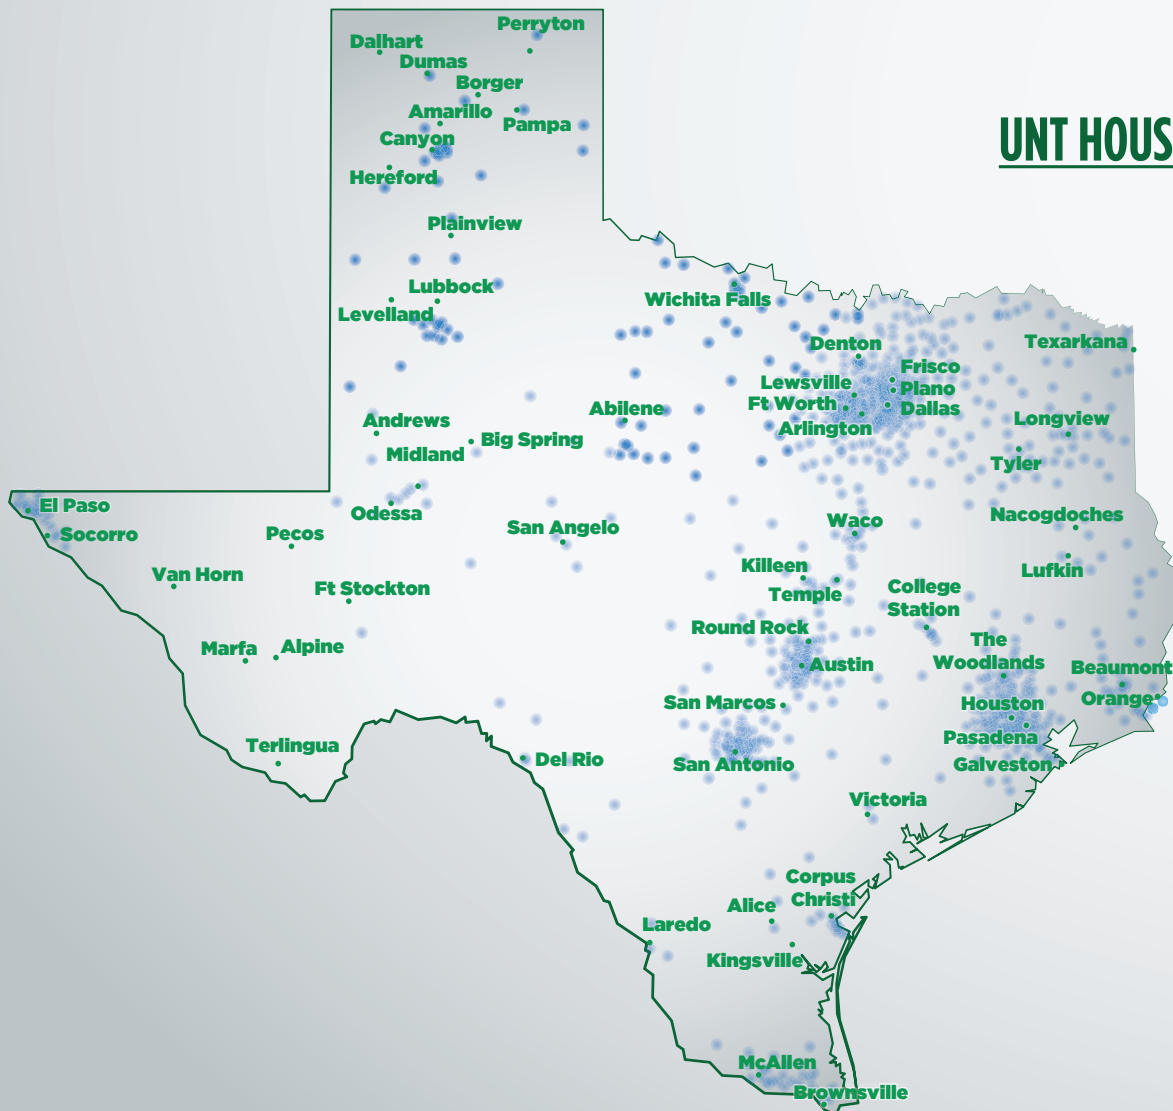 Perryton
Dalhart
Dumas
Borger
Amarillo
Pampa
Canyon
UNT HOUS
Hereford
Plainview
Lubbock
Wichita Falls
Levelland
Denton
Texarkana
Frisco
Lewsville
Plano
Ft Worth
Abilene
Dallas
Andrews
Arlington
Longview
Big Spring
Midland
Tyler
El Paso
Odessa
Nacogdoches
San Angelo
Waco
Socorro
Pecos
Killeen
Lufkin
Van Horn
Ft Stockton
Temple
College
Station
Round Rock
The
Woodlands
Marfa
Alpine
Austin
Beaumont
San Marcos
Houston
Orange
Pasadena
Terlingua
Del Rio
San Antonio
Galveston
Victoria
Corpus
Christi
Alice
Laredo
Kingsville
McAllen
Brownsville